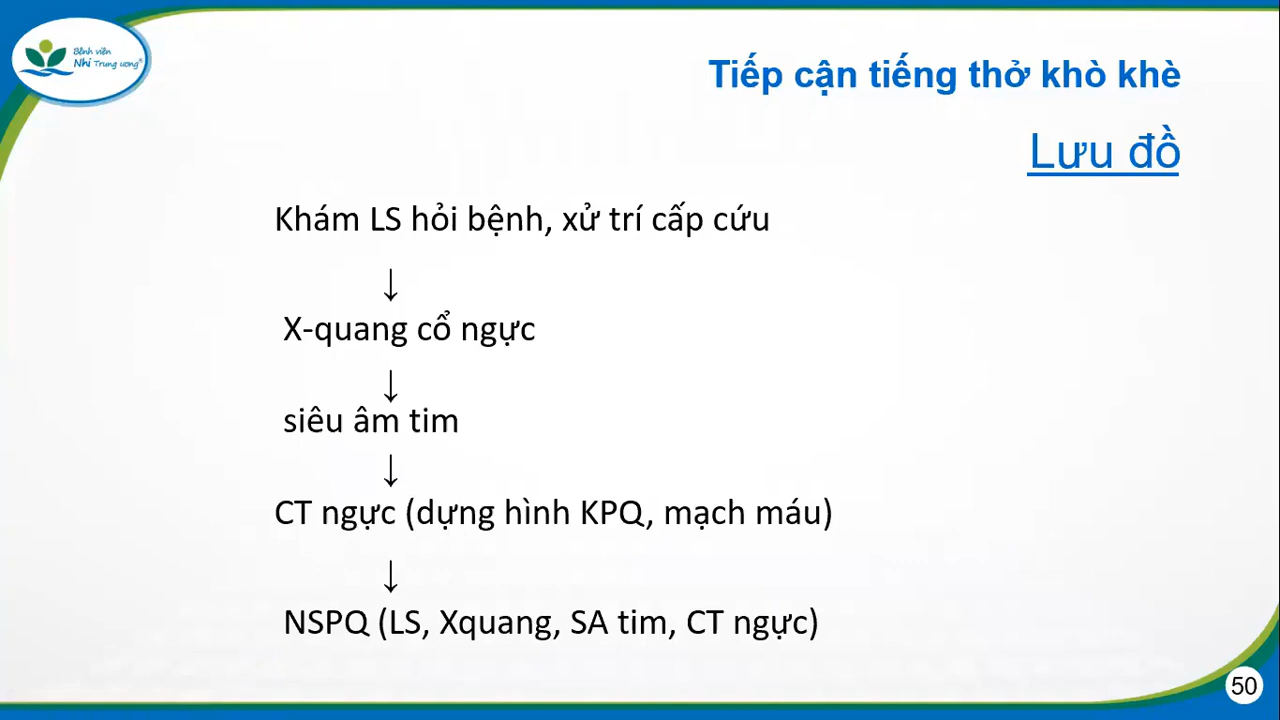 Bệnh viện
Nhi Trung ương®
Tiếp cận tiếng thở khò khè
Lưu đồ
Khám LS hỏi bệnh, xử trí cấp cứu
↓
X-quang cổ ngực
↓
siêu âm tim
↓
CT ngực (dựng hình KPQ, mạch máu)
↓
NSPQ (LS, Xquang, SA tim, CT ngực)
50